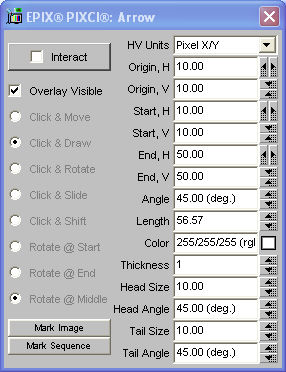 EPIX® PIXCI®: Arrow
Interact
Overlay Visible
Click & Move
Click & Draw
Click & Rotate
Click & Slide
Click & Shift
Rotate @ Start
Rotate @ End
Rotate @ Middle
Mark Image
Mark Sequence
HV Units Pixel X/Y
Origin, H 10.00
Origin, V 10.00
Start, H 10.00
Start, V 10.00
End, H 50.00
End, V 50.00
Angle 45.00 (deg.)
Length 56.57
Color 255/255/255 (rgl
Thickness 1
Head Size 10.00
Head Angle 45.00 (deg.)
Tail Size 10.00
Tail Angle 45.00 (deg.)